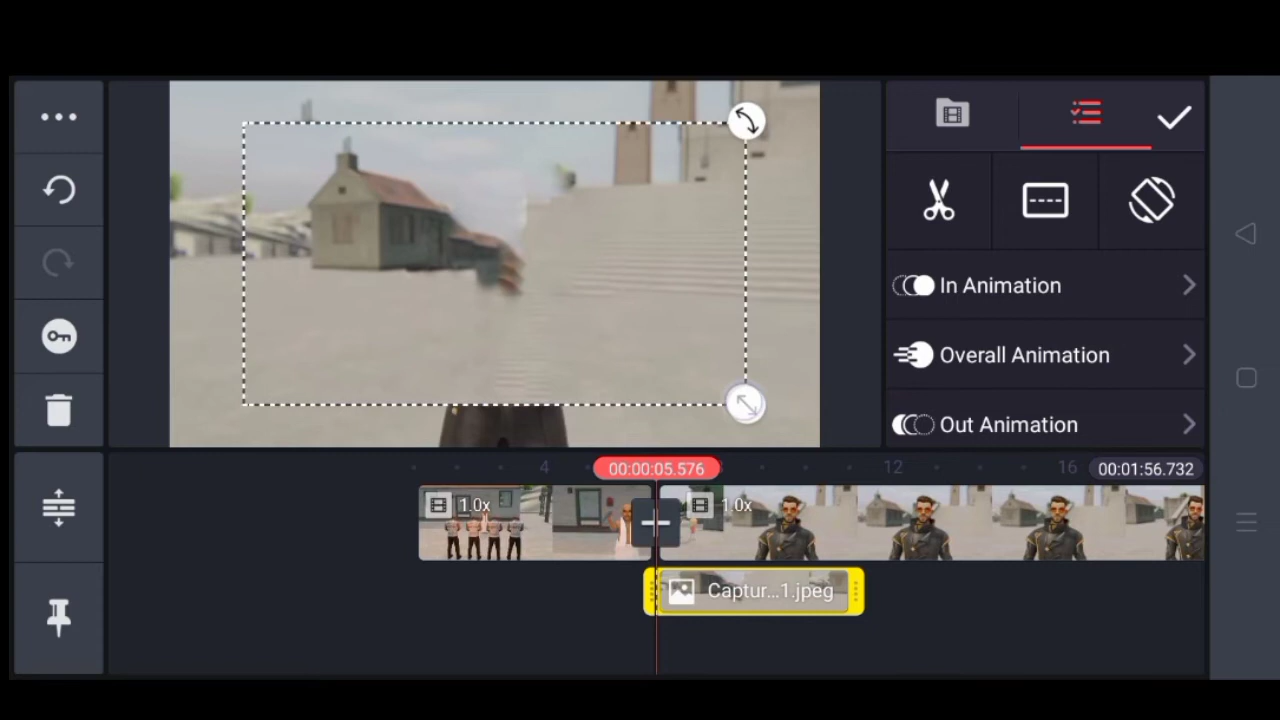 In Animation
Overall Animation
Out Animation
4
00:00:05.576
12
16
00:01:56.732
1.0x
1.0x
Captur...1.jpeg